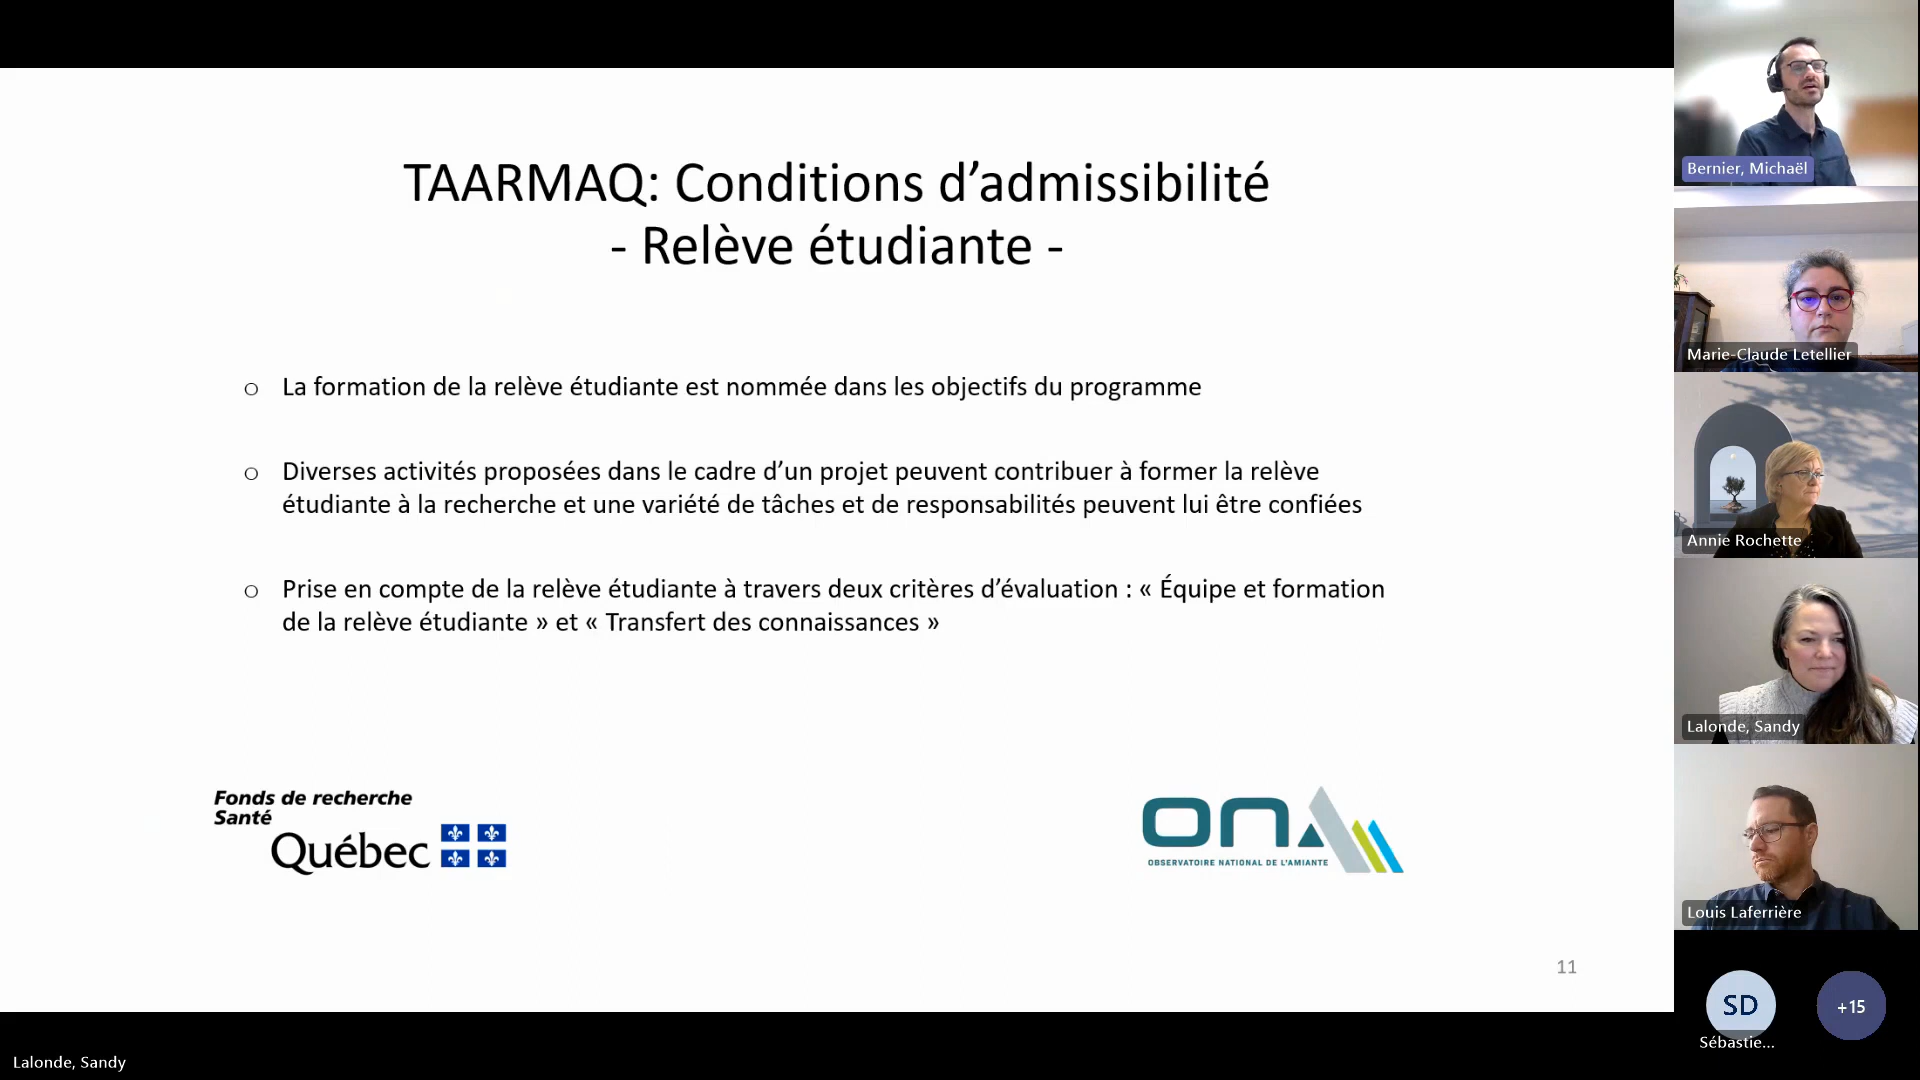 TAARMAQ: Conditions d’admissibilité
- Relève étudiante -
o La formation de la relève étudiante est nommée dans les objectifs du programme
o Diverses activités proposées dans le cadre d’un projet peuvent contribuer à former la relève
étudiante à la recherche et une variété de tâches et de responsabilités peuvent lui être confiées
o Prise en compte de la relève étudiante à travers deux critères d’évaluation : « Équipe et formation
de la relève étudiante » et « Transfert des connaissances »
Fonds de recherche
Santé
Québec
ona
OBSERVATOIRE NATIONAL DE L'AMIANTE
11
Lalonde, Sandy
Bernier, Michaël
Marie-Claude Letellier
Annie Rochette
Lalonde, Sandy
Louis Laferrière
SD
+15
Sébastie...